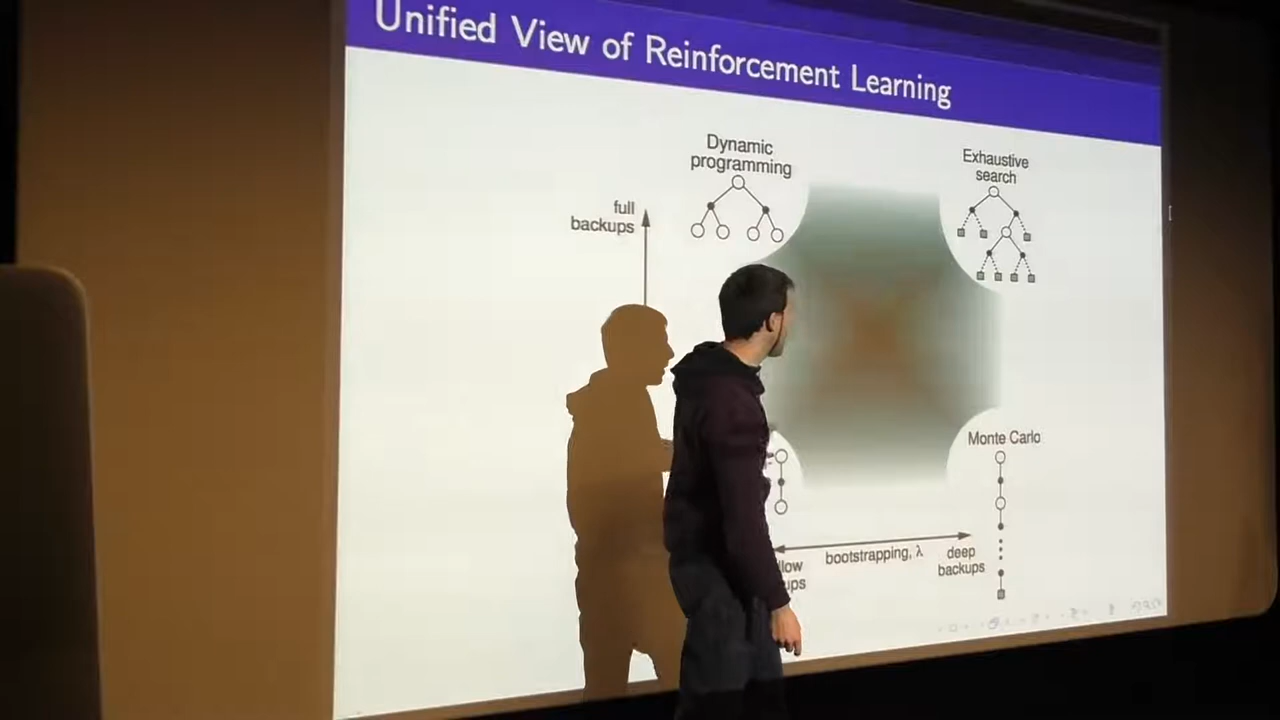 Unified View of Reinforcement Learning
Dynamic
programming
Exhaustive
search
full
backups
Monte Carlo
bootstrapping, λ
deep
backups